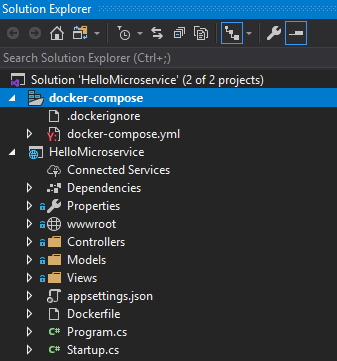 Solution Explorer
Search Solution Explorer (Ctrl+;)
Solution 'HelloMicroservice' (2 of 2 projects)
docker-compose
.dockerignore
docker-compose.yml
HelloMicroservice
Connected Services
Dependencies
Properties
wwwroot
Controllers
Models
Views
appsettings.json
Dockerfile
C# Program.cs
C# Startup.cs